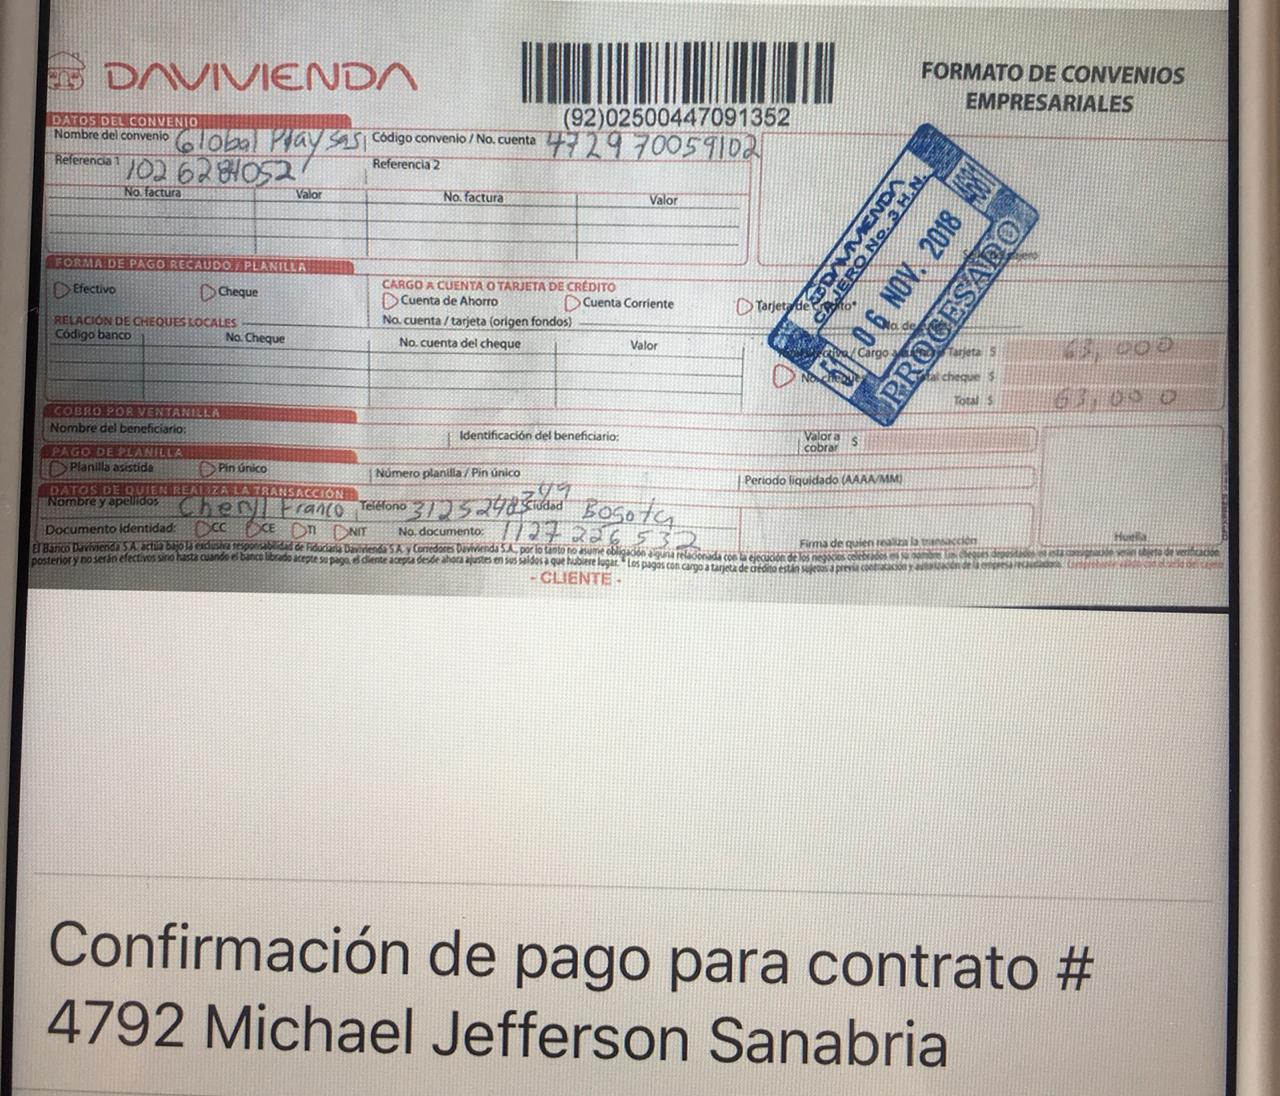 DAVIVIENDA
(92)02500447091352
FORMATO DE CONVENIOS
EMPRESARIALES
DATOS DEL CONVENIO
Nombre del convenio Global Play sas Código convenio / No. cuenta 472970059102
Referencia 1 1026284052 Referencia 2
No. factura Valor No. factura Valor
DAVIVIENDA
CAJERO No. 3 H.N.
51 06 NOV. 2018
PROCESADO
FORMA DE PAGO RECAUDO / PLANILLA
CARGO A CUENTA O TARJETA DE CRÉDITO
Efectivo Cheque Cuenta de Ahorro Cuenta Corriente Tarjeta de Crédito*
RELACIÓN DE CHEQUES LOCALES No. cuenta / tarjeta (origen fondos)
Código banco No. Cheque No. cuenta del cheque Valor
/ Cargo a Tarjeta $ 63,000
No. cheque Total cheque $
Total $ 63,000
COBRO POR VENTANILLA
Nombre del beneficiario: Identificación del beneficiario: Valor a cobrar $
PAGO DE PLANILLA
Planilla asistida Pin único Número planilla / Pin único Periodo liquidado (AAAA/MM)
DATOS DE QUIEN REALIZA LA TRANSACCIÓN
Nombre y apellidos Cheryl Franco Teléfono 3125248349 Ciudad Bogota
Documento Identidad: CC CE TI NIT No. documento: 1127226532 Firma de quien realiza la transacción Huella
El Banco Davivienda S.A. actúa bajo la exclusiva responsabilidad de Fiduciaria Davivienda S.A. y Corredores Davivienda S.A., por lo tanto no asume obligación alguna relacionada con la ejecución de los negocios celebrados en su nombre. Los cheques depositados en esta consignación serán objeto de verificación
posterior y no serán efectivos sino hasta cuando el banco librado acepte su pago, el cliente acepta desde ahora ajustes en sus saldos a que hubiere lugar. * Los pagos con cargo a tarjeta de crédito están sujetos a previa contratación y autorización de la empresa recaudadora. Comprobante válido con el sello del cajero
- CLIENTE -
Confirmación de pago para contrato #
4792 Michael Jefferson Sanabria